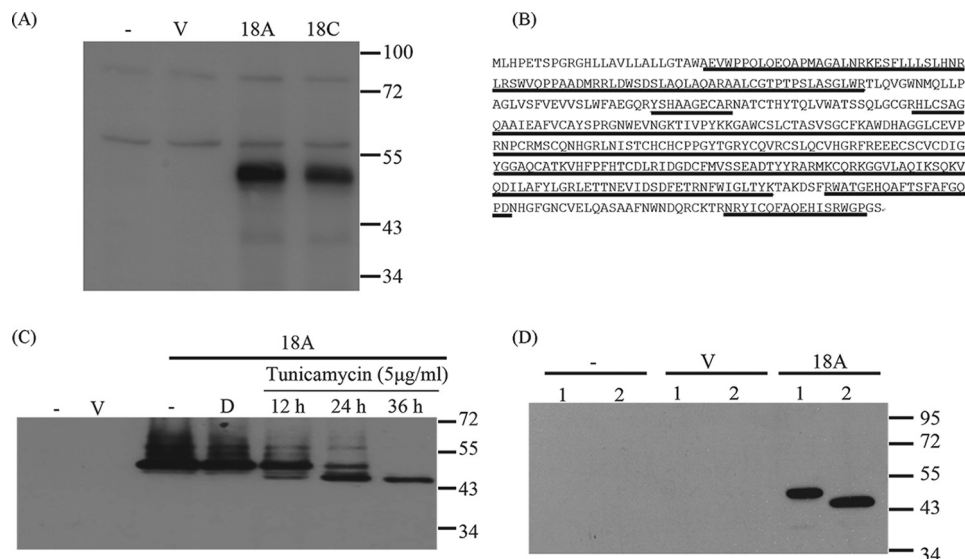 (A)
- V 18A 18C
100
72
55
43
34
(B)
MLHPETSPGRGHLLAVLLALLGTAWAEVWPPQLQEQAPMAGALNRKESFLLLSLHNR
LRSWVQPPAADMRRLDWSDSLAQLAQARAALCGTPTPSLASGLWRTLQVGWNMQLLP
AGLVSFVEVVSLWFAEGQRYSHAAGECARNATCTHYTQLVWATSSQLGCGRHLCSAG
QAAIEAFVCAYSPRGNWEVNGKTIVPYKKGAWCSLCTASVSGCFKAWDHAGGLCEVP
RNPCRMSCQNHGRLNISTCHCHCPPGYTGRYCQVRCSLQCVHGRFREEECSCVCDIG
YGGAQCATKVHFPFHTCDLRIDGDCFMVSSEADTYYRARMKCQRKGGVLAQIKSQKV
QDILAFYLGRLETTNEVIDSDFETRNFWIGLTYKTAKDSFRWATGEHQAFTSFAFGQ
PDNHGFGNCVELQASAAFNWNDQRCKTRNRYICQFAQEHISRWGPGS
(C)
18A
Tunicamycin (5μg/ml)
- V - D 12 h 24 h 36 h
72
55
43
34
(D)
- V 18A
1 2 1 2 1 2
95
72
55
43
34